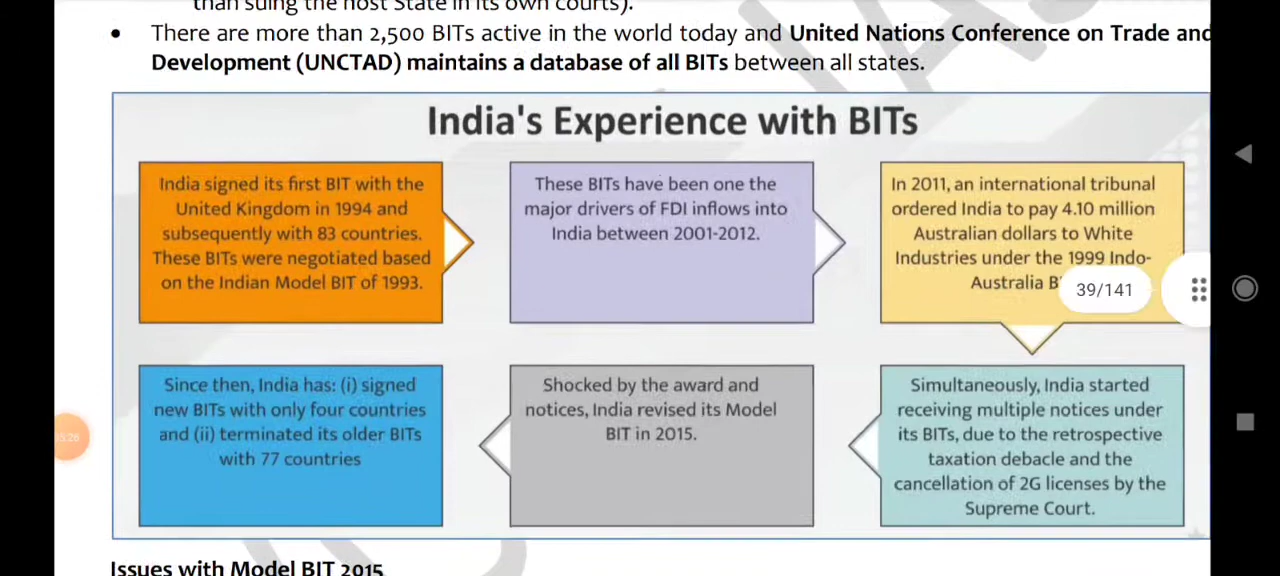 than suing the host State in its own courts).
• There are more than 2,500 BITs active in the world today and United Nations Conference on Trade and
Development (UNCTAD) maintains a database of all BITs between all states.
India's Experience with BITs
India signed its first BIT with the
United Kingdom in 1994 and
subsequently with 83 countries.
These BITs were negotiated based
on the Indian Model BIT of 1993.
These BITs have been one the
major drivers of FDI inflows into
India between 2001-2012.
In 2011, an international tribunal
ordered India to pay 4.10 million
Australian dollars to White
Industries under the 1999 Indo-
Australia
39/141
Simultaneously, India started
receiving multiple notices under
its BITs, due to the retrospective
taxation debacle and the
cancellation of 2G licenses by the
Supreme Court.
Shocked by the award and
notices, India revised its Model
BIT in 2015.
Since then, India has: (i) signed
new BITs with only four countries
and (ii) terminated its older BITs
with 77 countries
Issues with Model BIT 2015